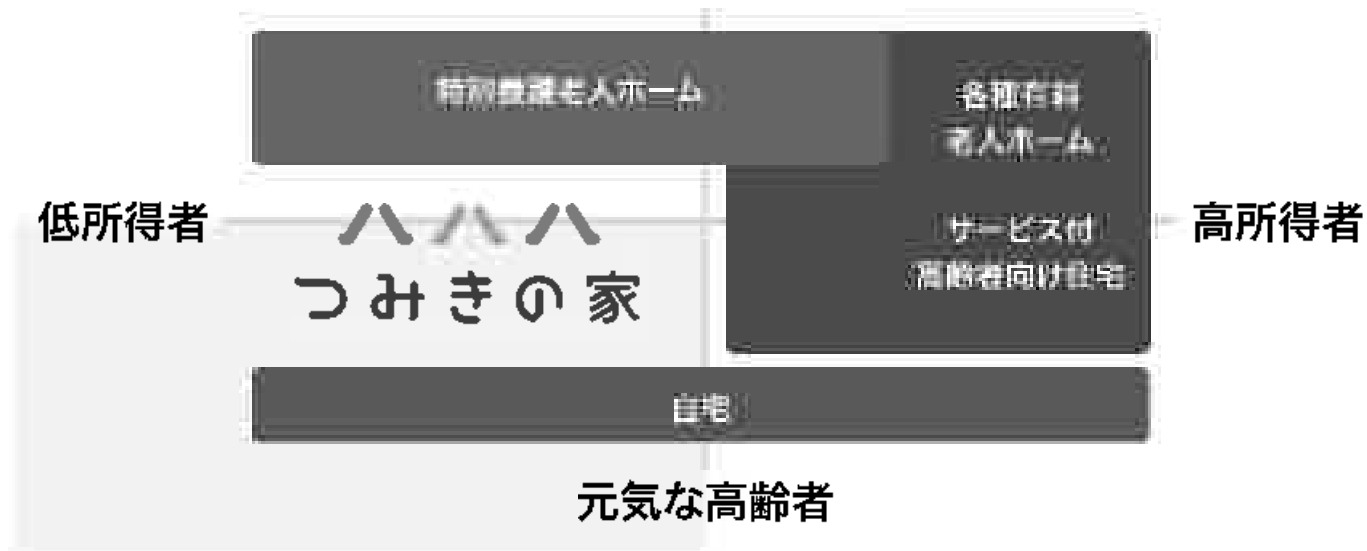 特別養護老人ホーム
各種有料
老人ホーム
低所得者
高所得者
つみきの家
サービス付
高齢者向け住宅
自宅
元気な高齢者